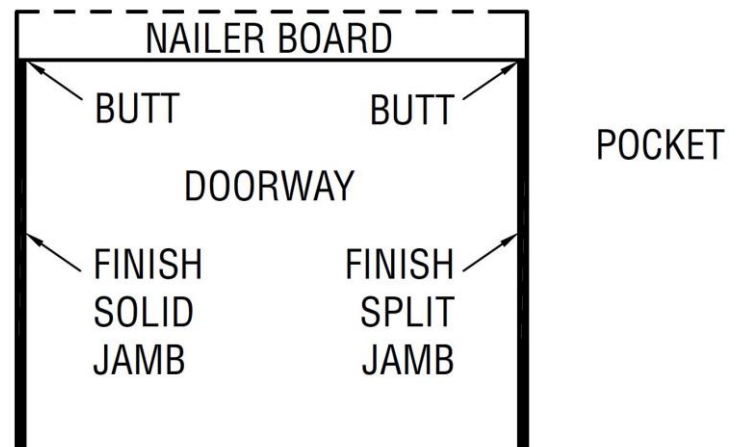 NAILER BOARD
BUTT
BUTT
POCKET
DOORWAY
FINISH
SOLID
JAMB
FINISH
SPLIT
JAMB